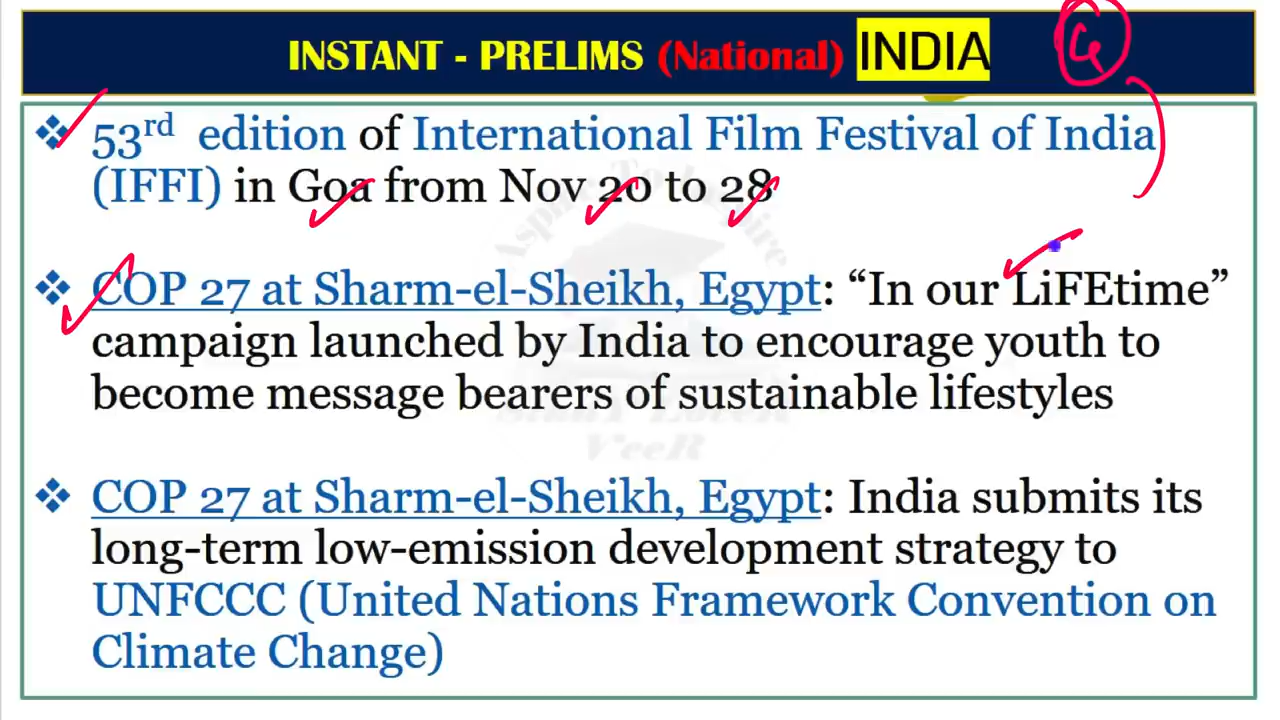 INSTANT - PRELIMS (National) INDIA
53rd edition of International Film Festival of India
(IFFI) in Goa from Nov 20 to 28
COP 27 at Sharm-el-Sheikh, Egypt: “In our LiFEtime”
campaign launched by India to encourage youth to
become message bearers of sustainable lifestyles
COP 27 at Sharm-el-Sheikh, Egypt: India submits its
long-term low-emission development strategy to
UNFCCC (United Nations Framework Convention on
Climate Change)